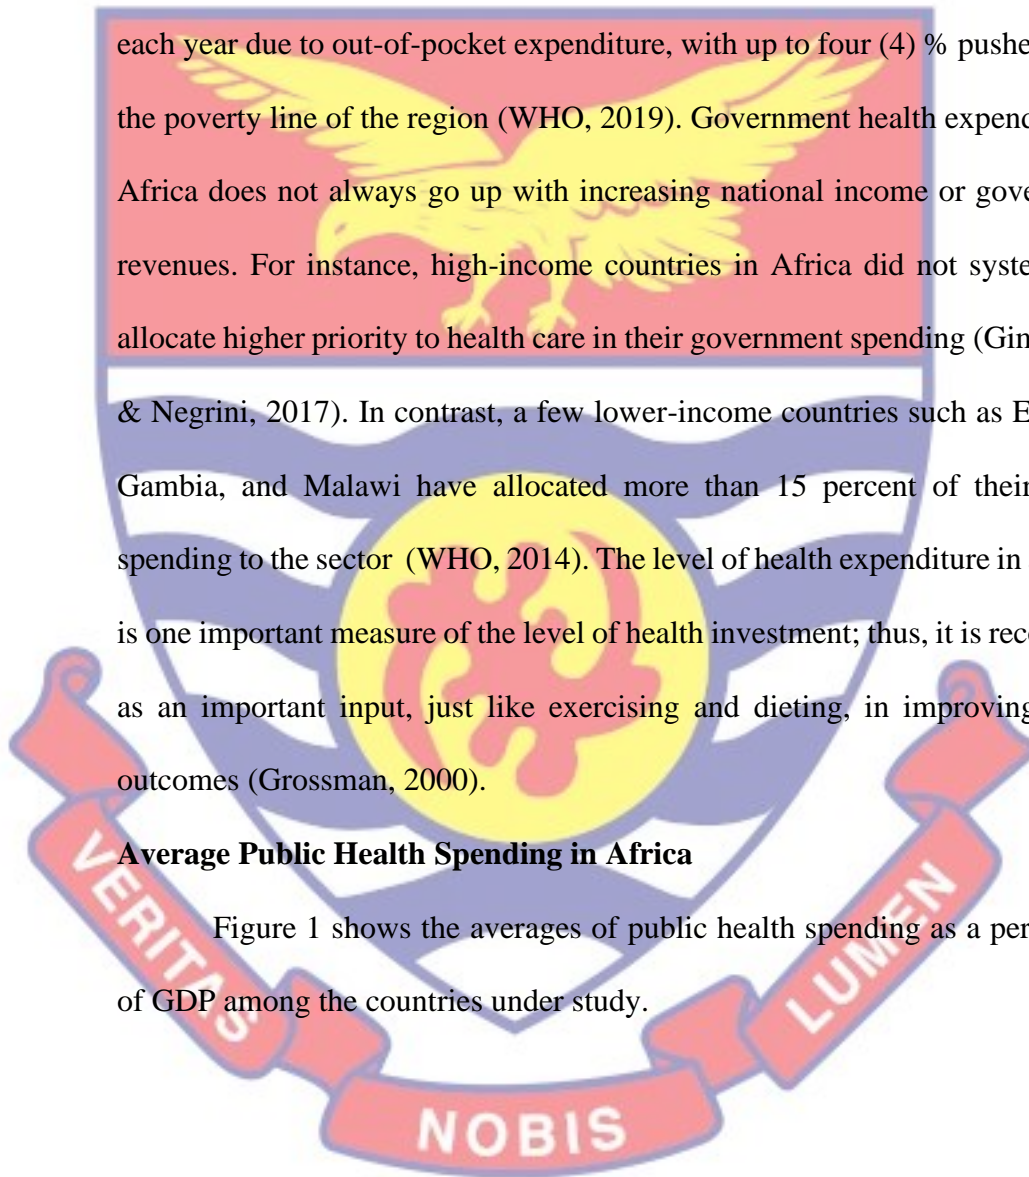 each year due to out-of-pocket expenditure, with up to four (4) % pushe
the poverty line of the region (WHO, 2019). Government health expend
Africa does not always go up with increasing national income or gove
revenues. For instance, high-income countries in Africa did not syste
allocate higher priority to health care in their government spending (Gin
& Negrini, 2017). In contrast, a few lower-income countries such as E
Gambia, and Malawi have allocated more than 15 percent of their
spending to the sector (WHO, 2014). The level of health expenditure in
is one important measure of the level of health investment; thus, it is reco
as an important input, just like exercising and dieting, in improving
outcomes (Grossman, 2000).
Average Public Health Spending in Africa
Figure 1 shows the averages of public health spending as a per
of GDP among the countries under study.
VERITAS
NOBIS
LUMEN